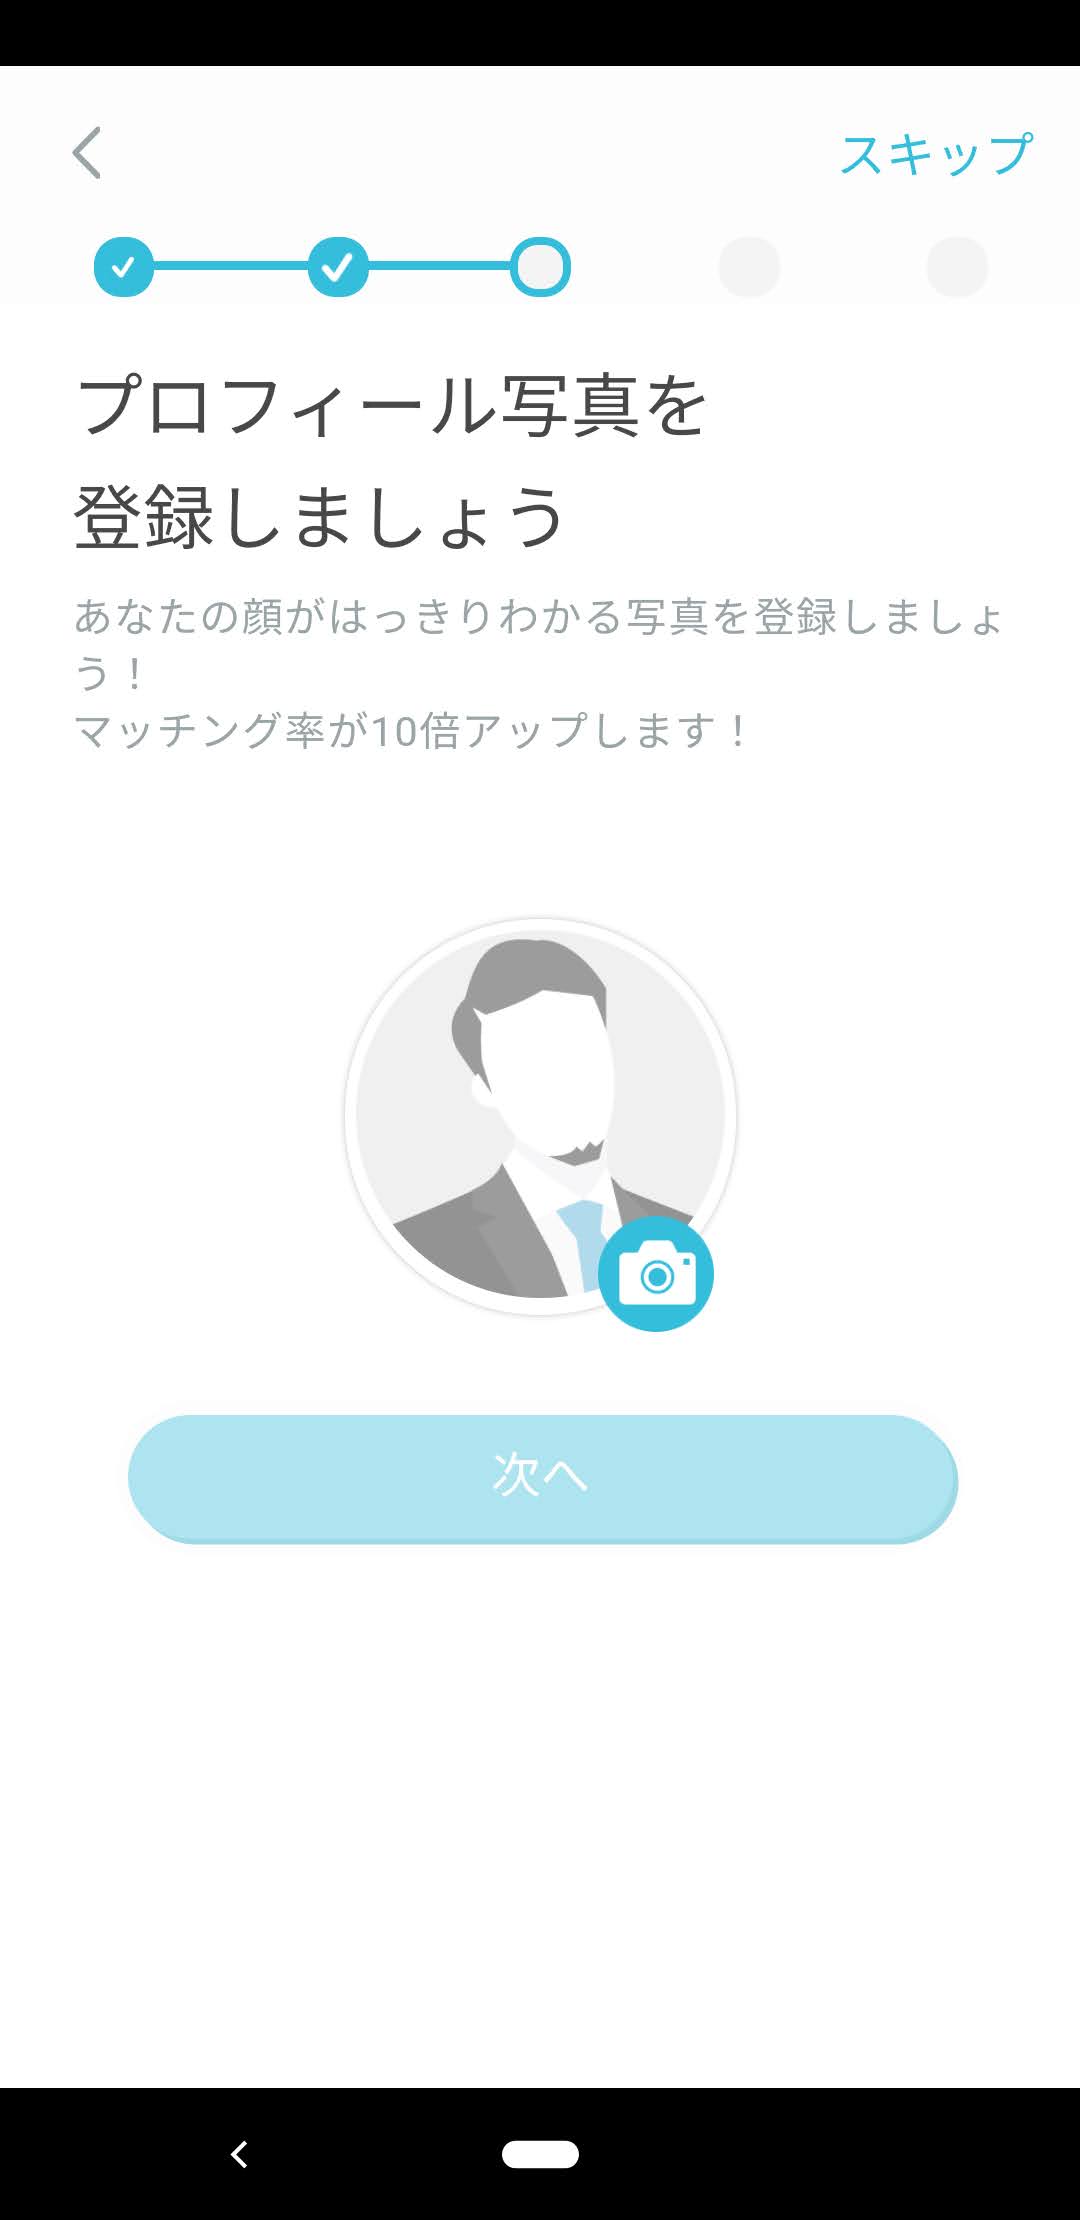 スキップ
プロフィール写真を
登録しましょう
あなたの顔がはっきりわかる写真を登録しましょ
う！
マッチング率が10倍アップします！
次へ